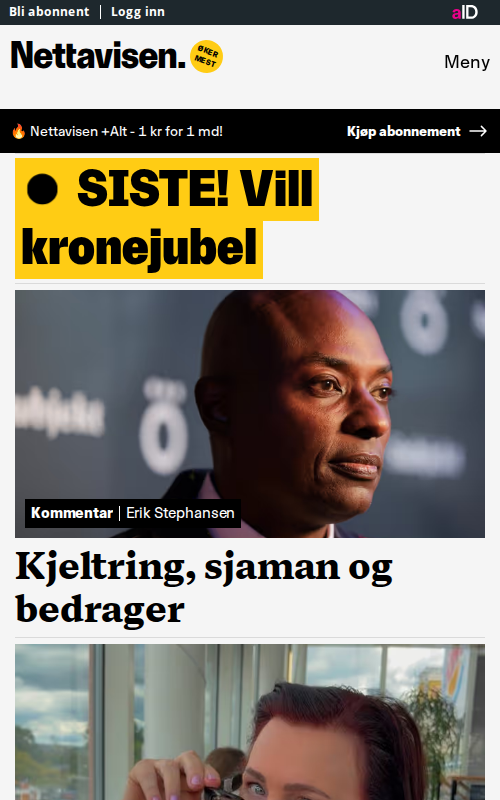 Bli abonnent | Logg inn
aID
Nettavisen.
ØKER
MEST
Meny
🔥 Nettavisen +Alt - 1 kr for 1 md!
Kjøp abonnement →
● SISTE! Vill
kronejubel
Kommentar | Erik Stephansen
Kjeltring, sjaman og
bedrager